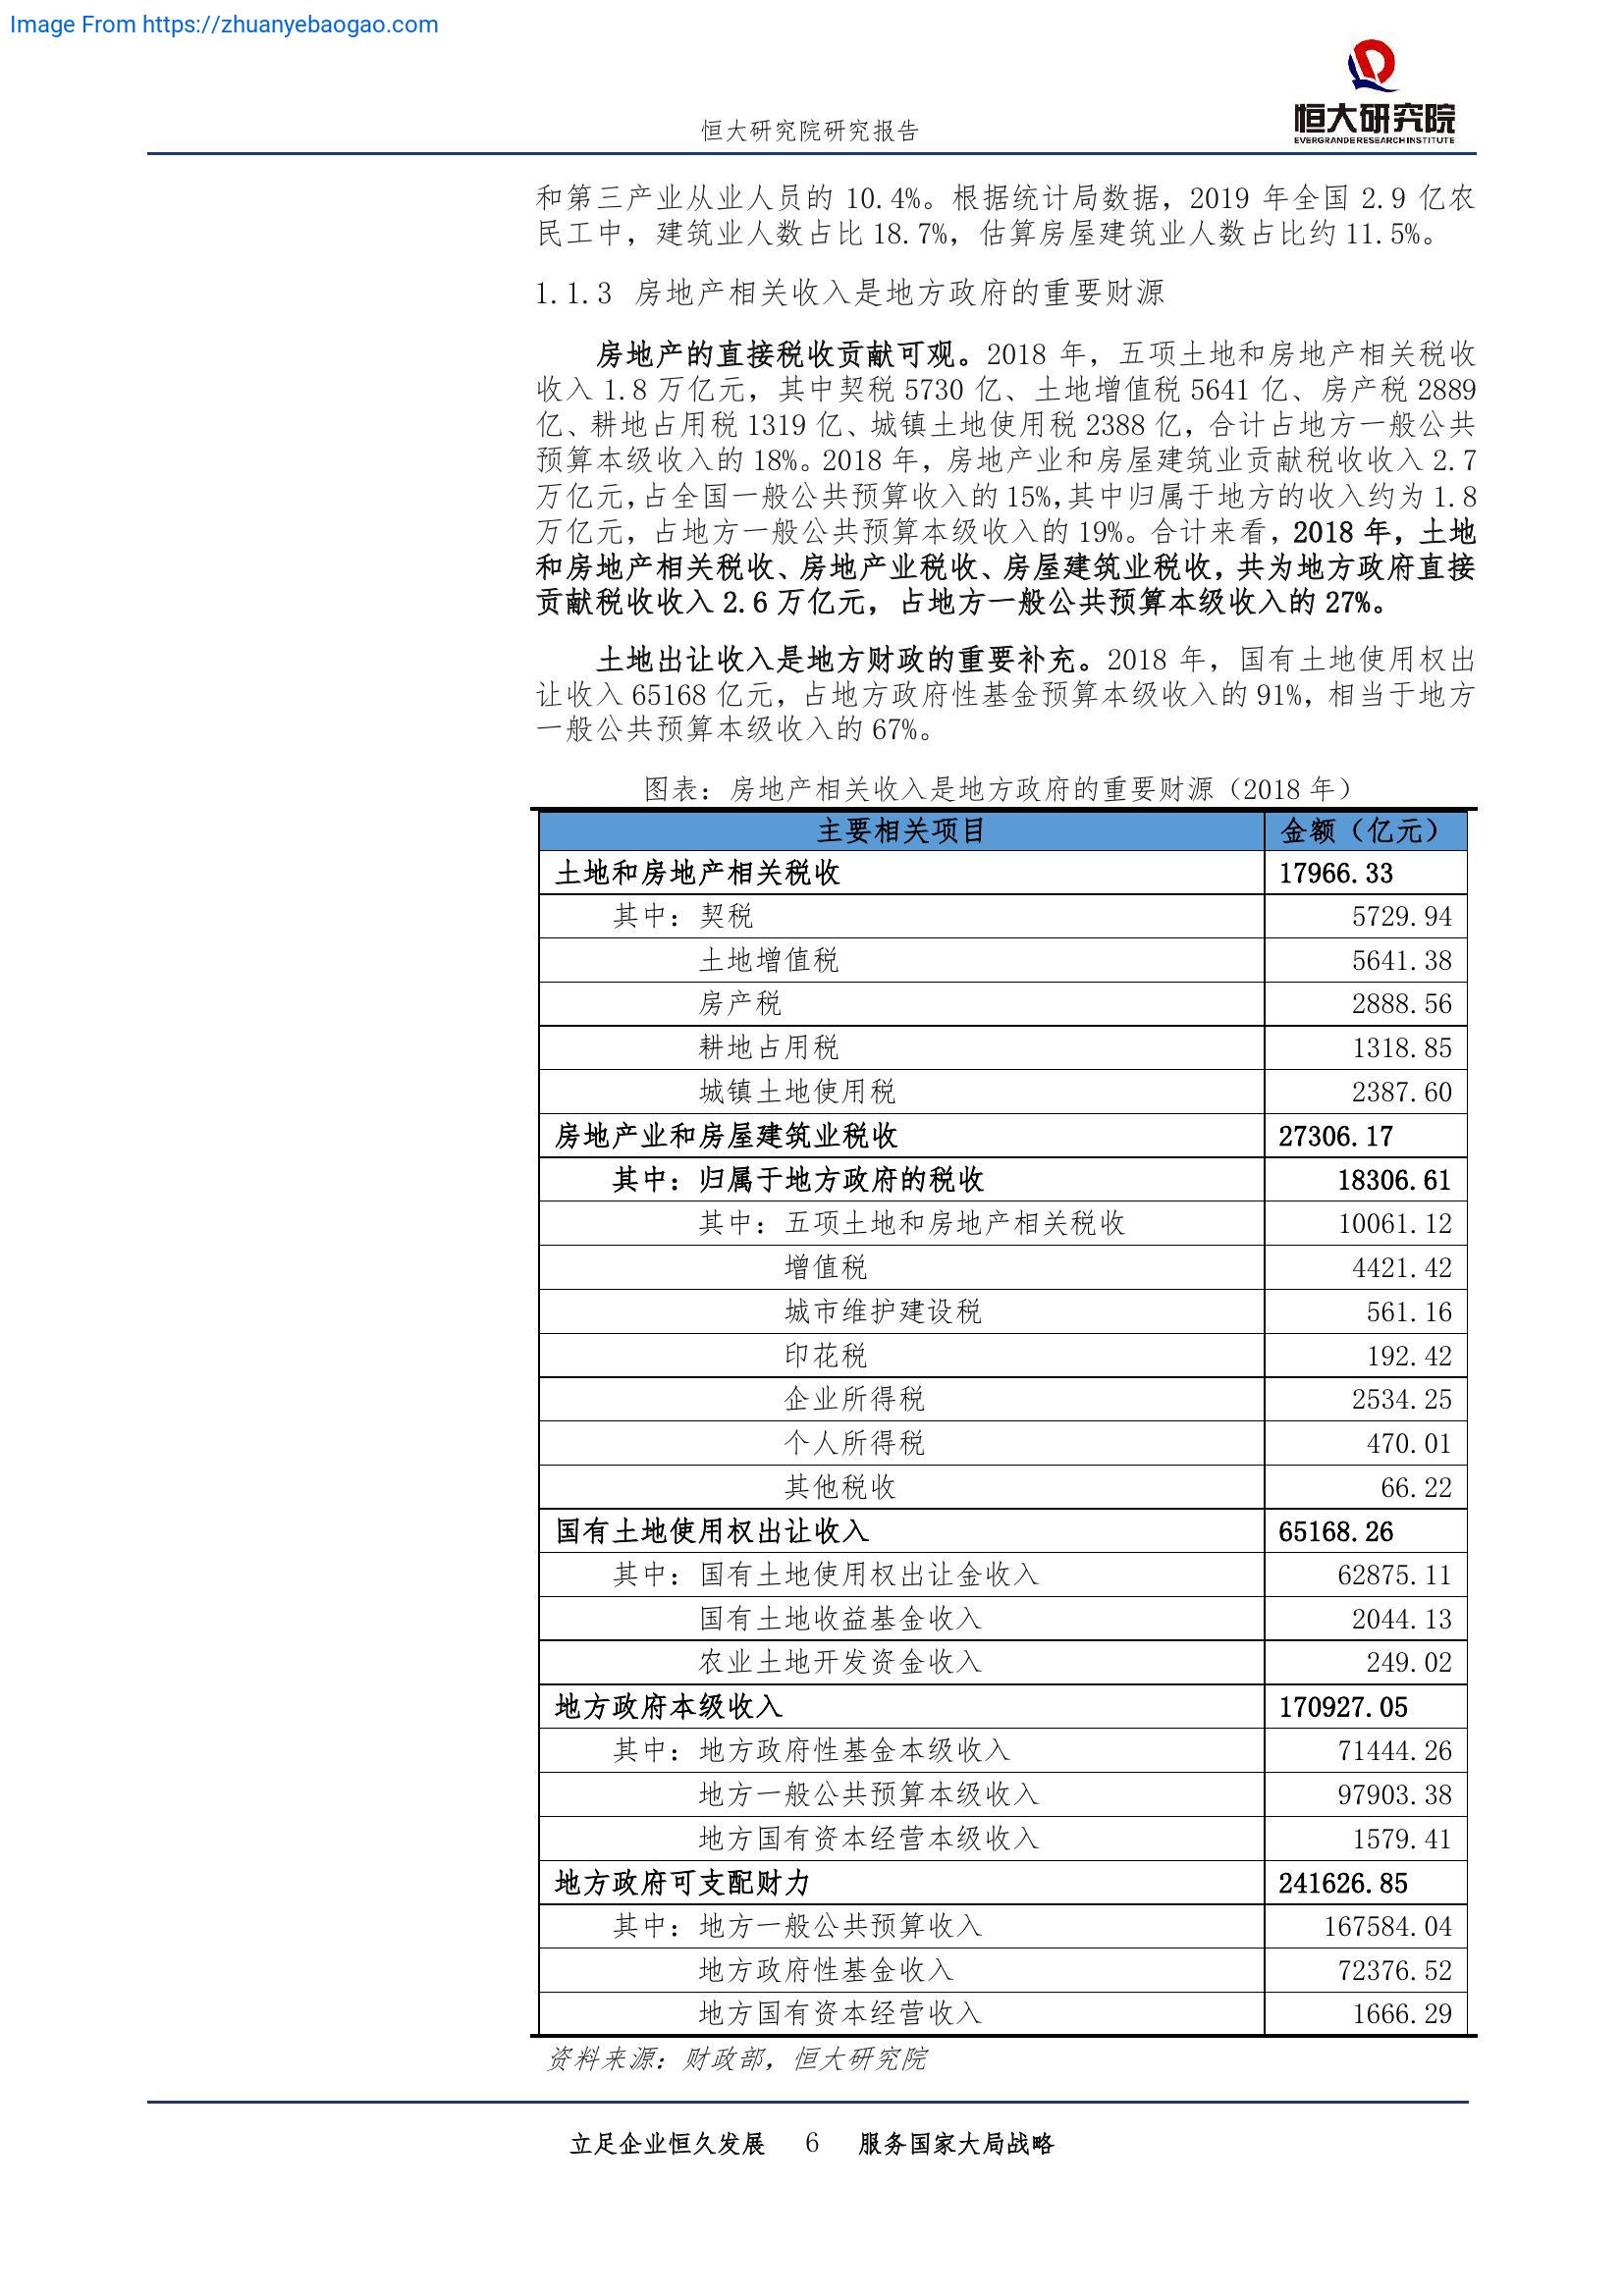 Image From https://zhuanyebaogao.com
恒大研究院
EVERGRANDE RESEARCH INSTITUTE
恒大研究院研究报告
和第三产业从业人员的 10.4%。根据统计局数据，2019 年全国 2.9 亿农
民工中，建筑业人数占比 18.7%，估算房屋建筑业人数占比约 11.5%。
1.1.3 房地产相关收入是地方政府的重要财源
房地产的直接税收贡献可观。2018 年，五项土地和房地产相关税收
收入 1.8 万亿元，其中契税 5730 亿、土地增值税 5641 亿、房产税 2889
亿、耕地占用税 1319 亿、城镇土地使用税 2388 亿，合计占地方一般公共
预算本级收入的 18%。2018 年，房地产业和房屋建筑业贡献税收收入 2.7
万亿元，占全国一般公共预算收入的 15%，其中归属于地方的收入约为 1.8
万亿元，占地方一般公共预算本级收入的 19%。合计来看，2018 年，土地
和房地产相关税收、房地产业税收、房屋建筑业税收，共为地方政府直接
贡献税收收入 2.6 万亿元，占地方一般公共预算本级收入的 27%。
土地出让收入是地方财政的重要补充。2018 年，国有土地使用权出
让收入 65168 亿元，占地方政府性基金预算本级收入的 91%，相当于地方
一般公共预算本级收入的 67%。
图表：房地产相关收入是地方政府的重要财源（2018 年）
主要相关项目 金额（亿元）
土地和房地产相关税收 17966.33
其中：契税 5729.94
土地增值税 5641.38
房产税 2888.56
耕地占用税 1318.85
城镇土地使用税 2387.60
房地产业和房屋建筑业税收 27306.17
其中：归属于地方政府的税收 18306.61
其中：五项土地和房地产相关税收 10061.12
增值税 4421.42
城市维护建设税 561.16
印花税 192.42
企业所得税 2534.25
个人所得税 470.01
其他税收 66.22
国有土地使用权出让收入 65168.26
其中：国有土地使用权出让金收入 62875.11
国有土地收益基金收入 2044.13
农业土地开发资金收入 249.02
地方政府本级收入 170927.05
其中：地方政府性基金本级收入 71444.26
地方一般公共预算本级收入 97903.38
地方国有资本经营本级收入 1579.41
地方政府可支配财力 241626.85
其中：地方一般公共预算收入 167584.04
地方政府性基金收入 72376.52
地方国有资本经营收入 1666.29
资料来源：财政部，恒大研究院
立足企业恒久发展 6 服务国家大局战略